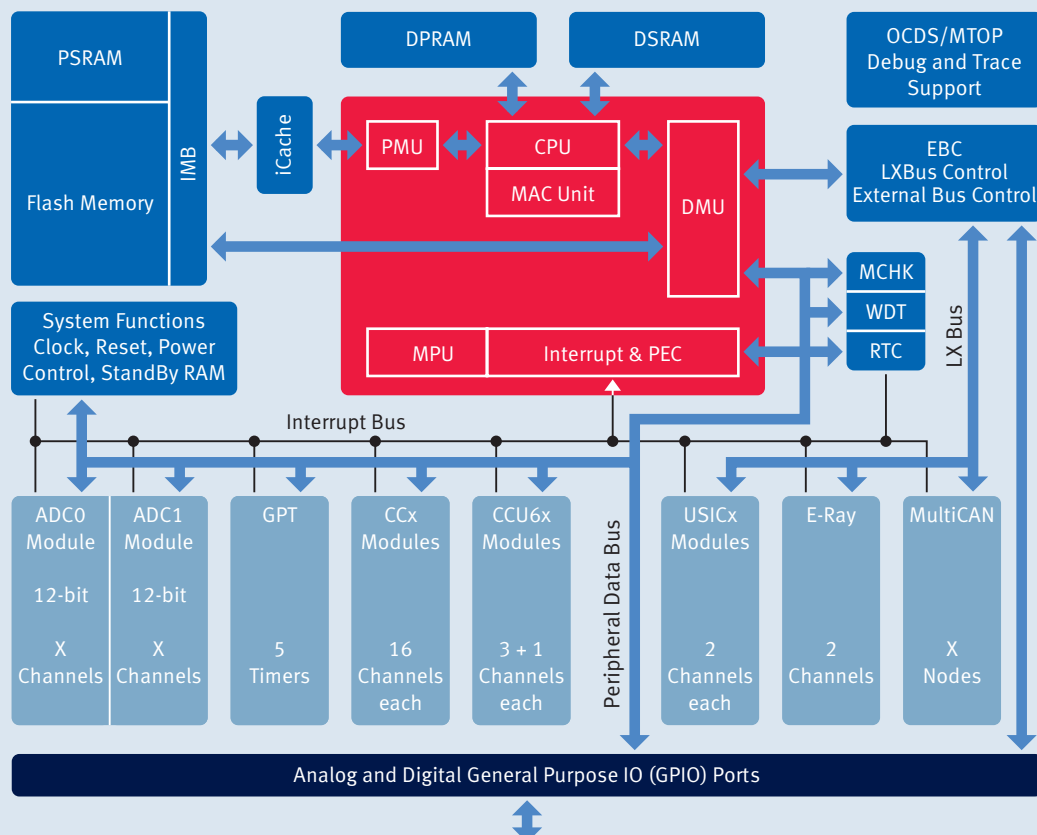 PSRAM
Flash Memory
IMB
iCache
DPRAM
DSRAM
OCDS/MTOP
Debug and Trace
Support
PMU
CPU
MAC Unit
DMU
EBC
LXBus Control
External Bus Control
MPU
Interrupt & PEC
MCHK
WDT
RTC
LX Bus
System Functions
Clock, Reset, Power
Control, StandBy RAM
Interrupt Bus
Peripheral Data Bus
ADC0
Module
12-bit
X
Channels
ADC1
Module
12-bit
X
Channels
GPT
5
Timers
CCx
Modules
16
Channels
each
CCU6x
Modules
3 + 1
Channels
each
USICx
Modules
2
Channels
each
E-Ray
2
Channels
MultiCAN
X
Nodes
Analog and Digital General Purpose IO (GPIO) Ports